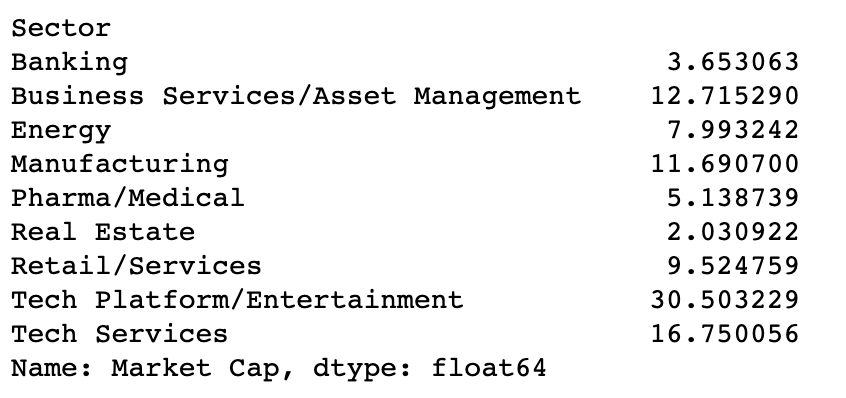 Sector
Banking 3.653063
Business Services/Asset Management 12.715290
Energy 7.993242
Manufacturing 11.690700
Pharma/Medical 5.138739
Real Estate 2.030922
Retail/Services 9.524759
Tech Platform/Entertainment 30.503229
Tech Services 16.750056
Name: Market Cap, dtype: float64